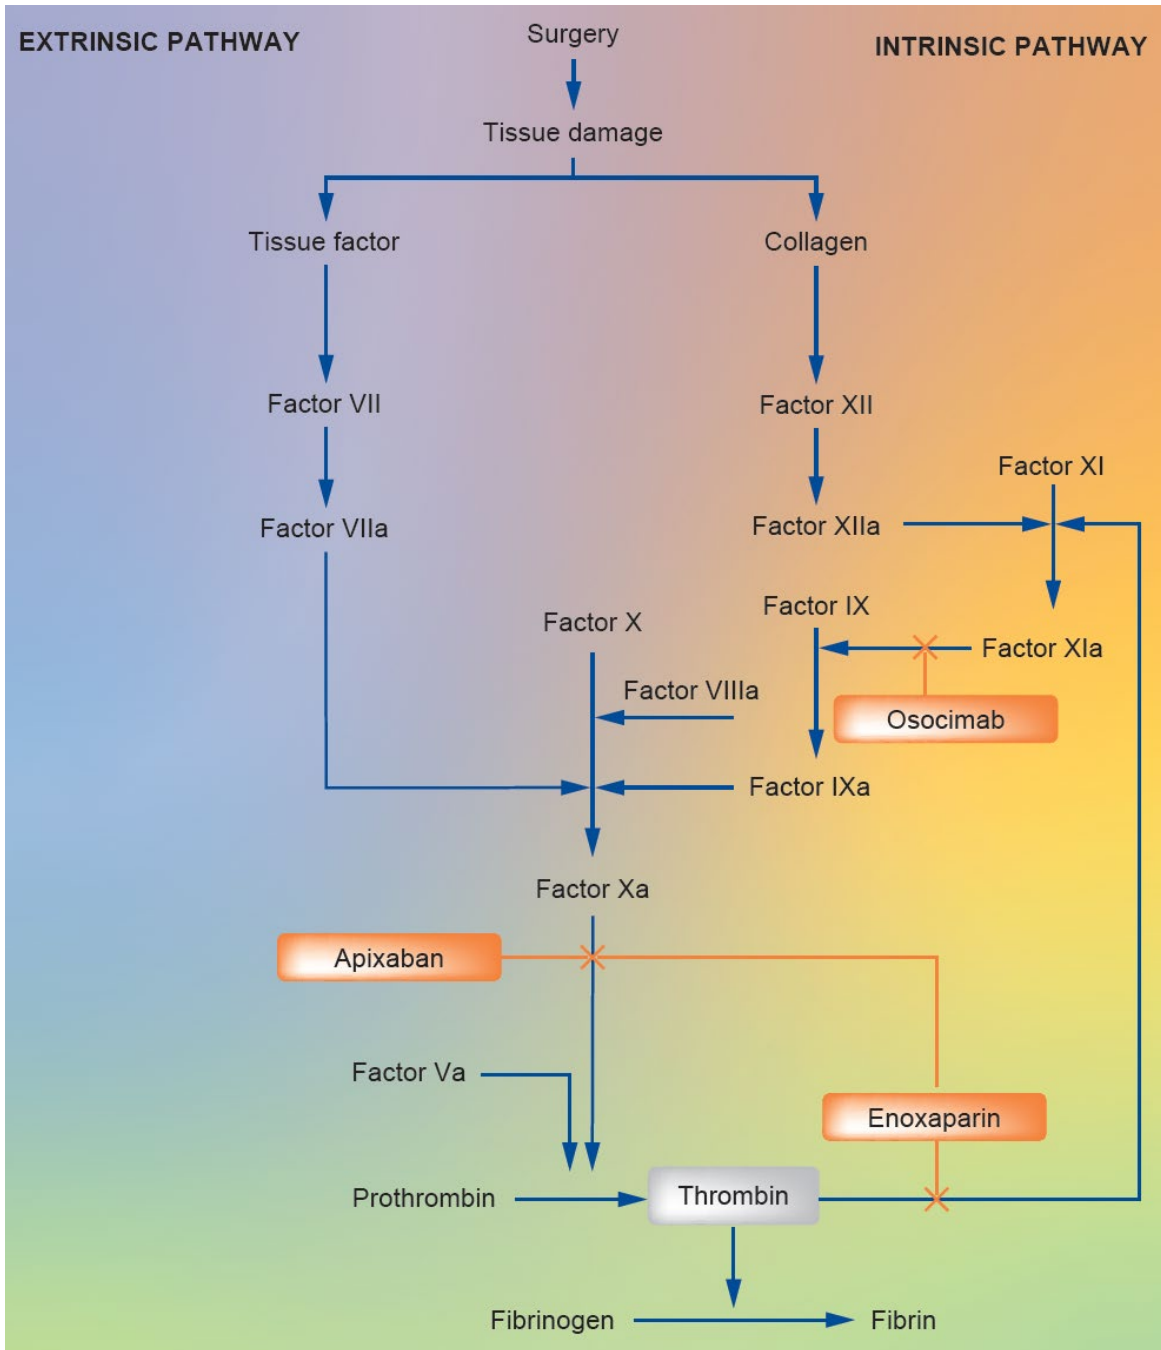 EXTRINSIC PATHWAY
Surgery
INTRINSIC PATHWAY
Tissue damage
Tissue factor
Collagen
Factor VII
Factor XII
Factor XI
Factor VIIa
Factor XIIa
Factor IX
Factor X
Factor XIa
Factor VIIIa
Osocimab
Factor IXa
Factor Xa
Apixaban
Factor Va
Enoxaparin
Prothrombin
Thrombin
Fibrinogen
Fibrin